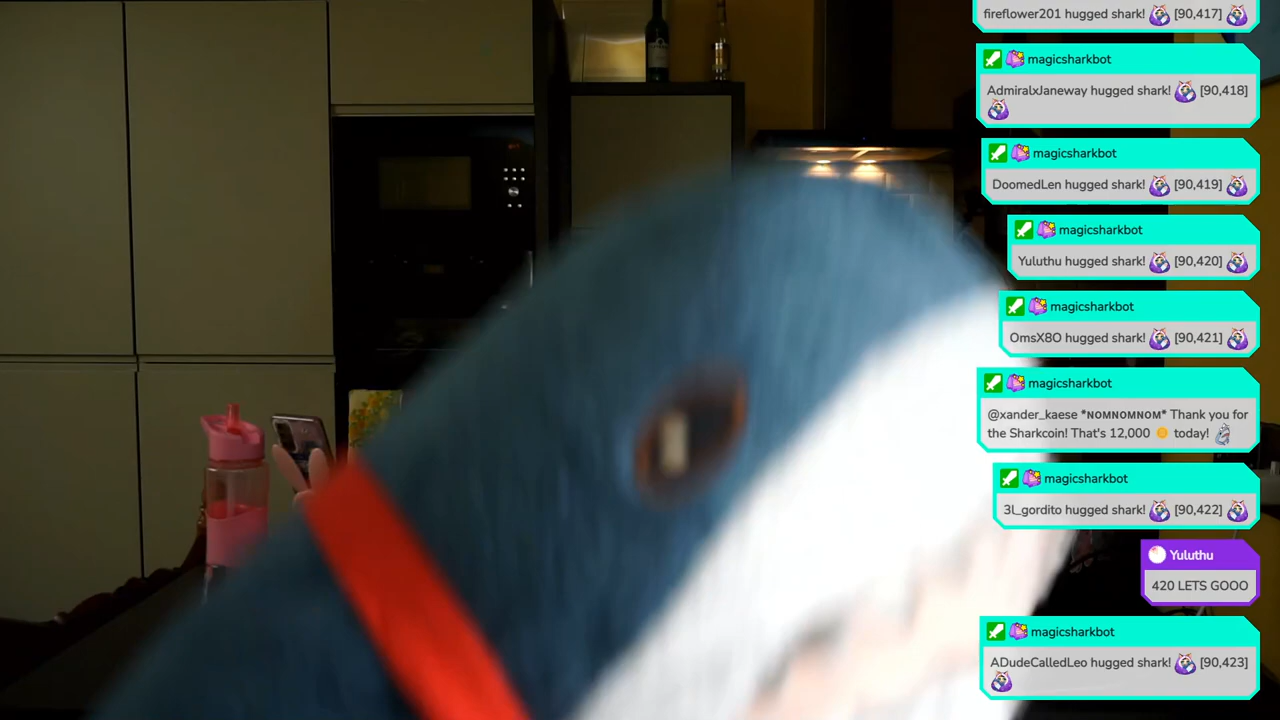 fireflower201 hugged shark! [90,417]
magicsharkbot
AdmiralxJaneway hugged shark! [90,418]
magicsharkbot
DoomedLen hugged shark! [90,419]
magicsharkbot
Yuluthu hugged shark! [90,420]
magicsharkbot
OmsX8O hugged shark! [90,421]
magicsharkbot
@xander_kaese *ɴᴏᴍɴᴏᴍɴᴏᴍ* Thank you for
the Sharkcoin! That's 12,000 today!
magicsharkbot
3l_gordito hugged shark! [90,422]
Yuluthu
420 LETS GOOO
magicsharkbot
ADudeCalledLeo hugged shark! [90,423]